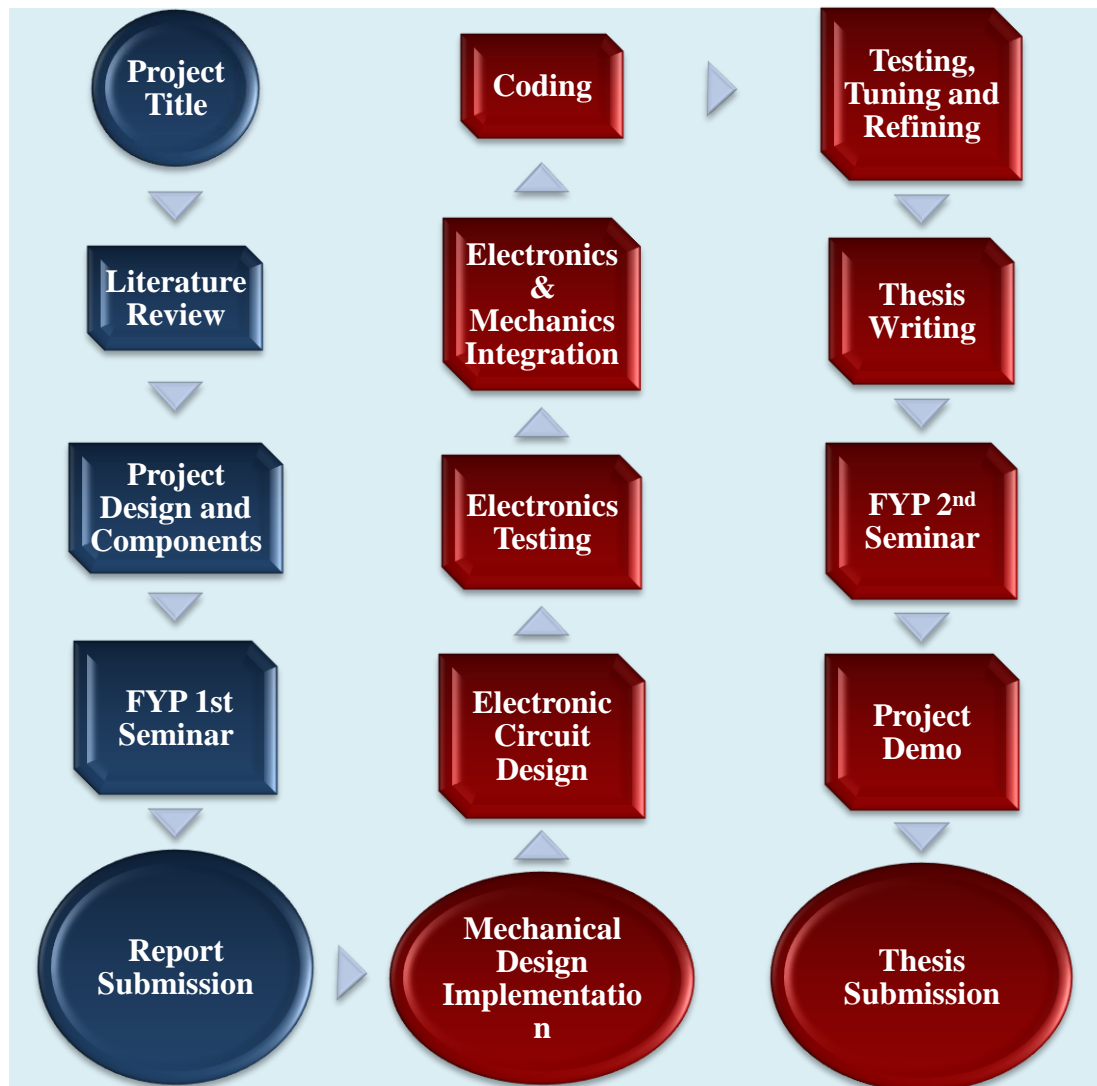 Project
Title
Literature
Review
Project
Design and
Components
FYP 1st
Seminar
Report
Submission
Mechanical
Design
Implementatio
n
Electronic
Circuit
Design
Electronics
Testing
Electronics
&
Mechanics
Integration
Coding
Testing,
Tuning and
Refining
Thesis
Writing
FYP 2nd
Seminar
Project
Demo
Thesis
Submission